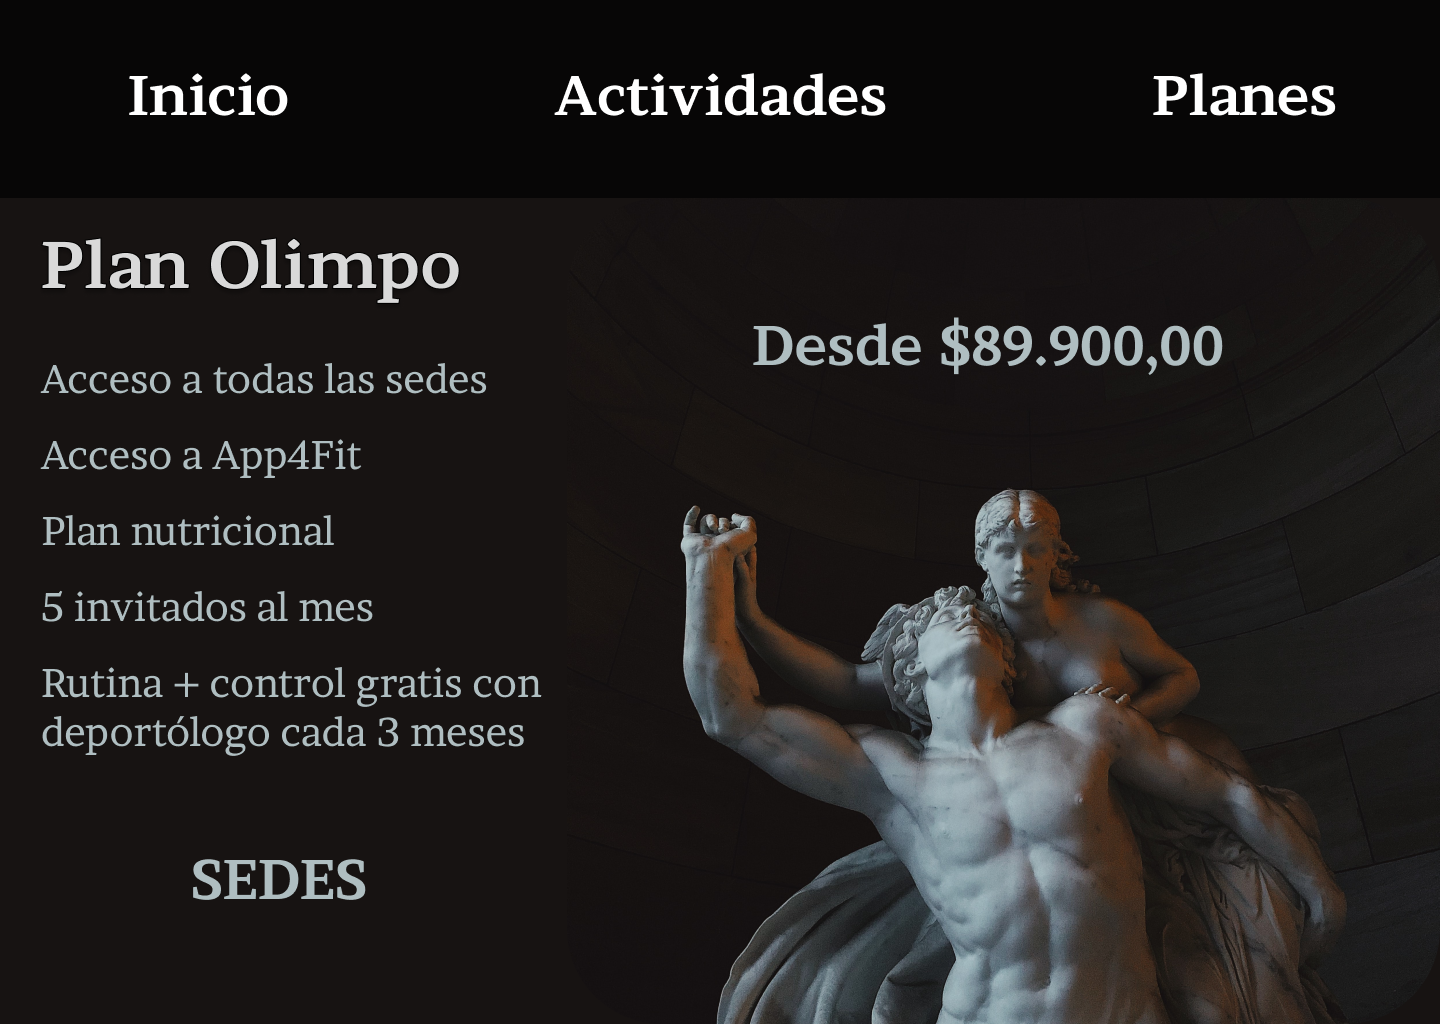 Inicio
Actividades
Planes
Plan Olimpo
Desde $89.900,00
Acceso a todas las sedes
Acceso a App4Fit
Plan nutricional
5 invitados al mes
Rutina + control gratis con
deportólogo cada 3 meses
SEDES